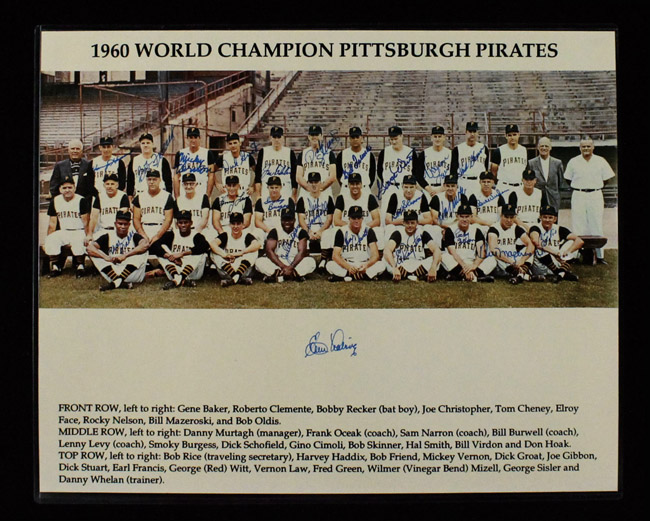 1960 WORLD CHAMPION PITTSBURGH PIRATES
PIRATES
FRONT ROW, left to right: Gene Baker, Roberto Clemente, Bobby Recker (bat boy), Joe Christopher, Tom Cheney, Elroy
Face, Rocky Nelson, Bill Mazeroski, and Bob Oldis.
MIDDLE ROW, left to right: Danny Murtagh (manager), Frank Oceak (coach), Sam Narron (coach), Bill Burwell (coach),
Lenny Levy (coach), Smoky Burgess, Dick Schofield, Gino Cimoli, Bob Skinner, Hal Smith, Bill Virdon and Don Hoak.
TOP ROW, left to right: Bob Rice (traveling secretary), Harvey Haddix, Bob Friend, Mickey Vernon, Dick Groat, Joe Gibbon,
Dick Stuart, Earl Francis, George (Red) Witt, Vernon Law, Fred Green, Wilmer (Vinegar Bend) Mizell, George Sisler and
Danny Whelan (trainer).